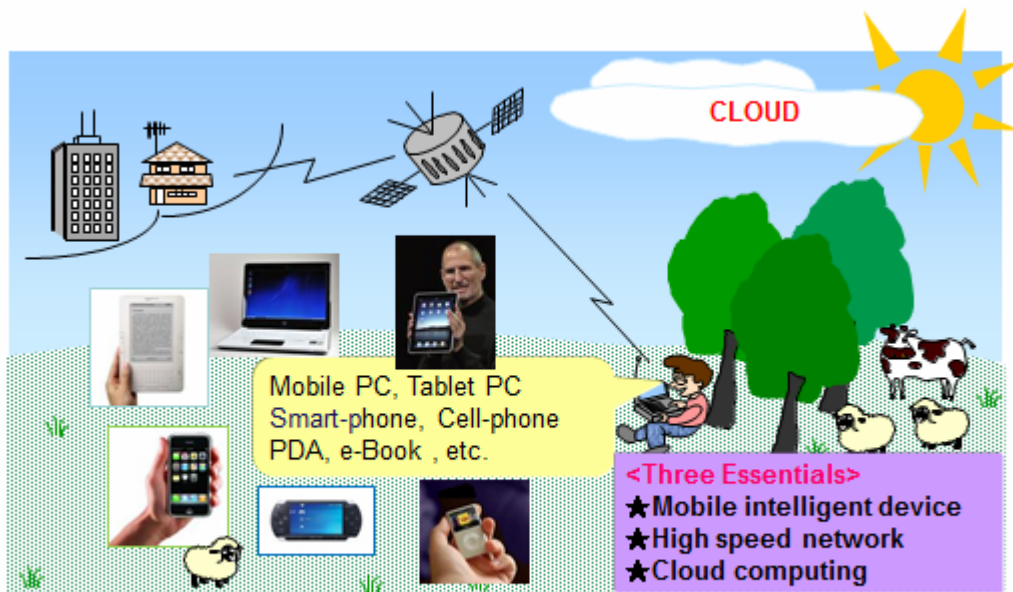 CLOUD
Mobile PC, Tablet PC
Smart-phone, Cell-phone
PDA, e-Book , etc.
<Three Essentials>
★Mobile intelligent device
★High speed network
★Cloud computing